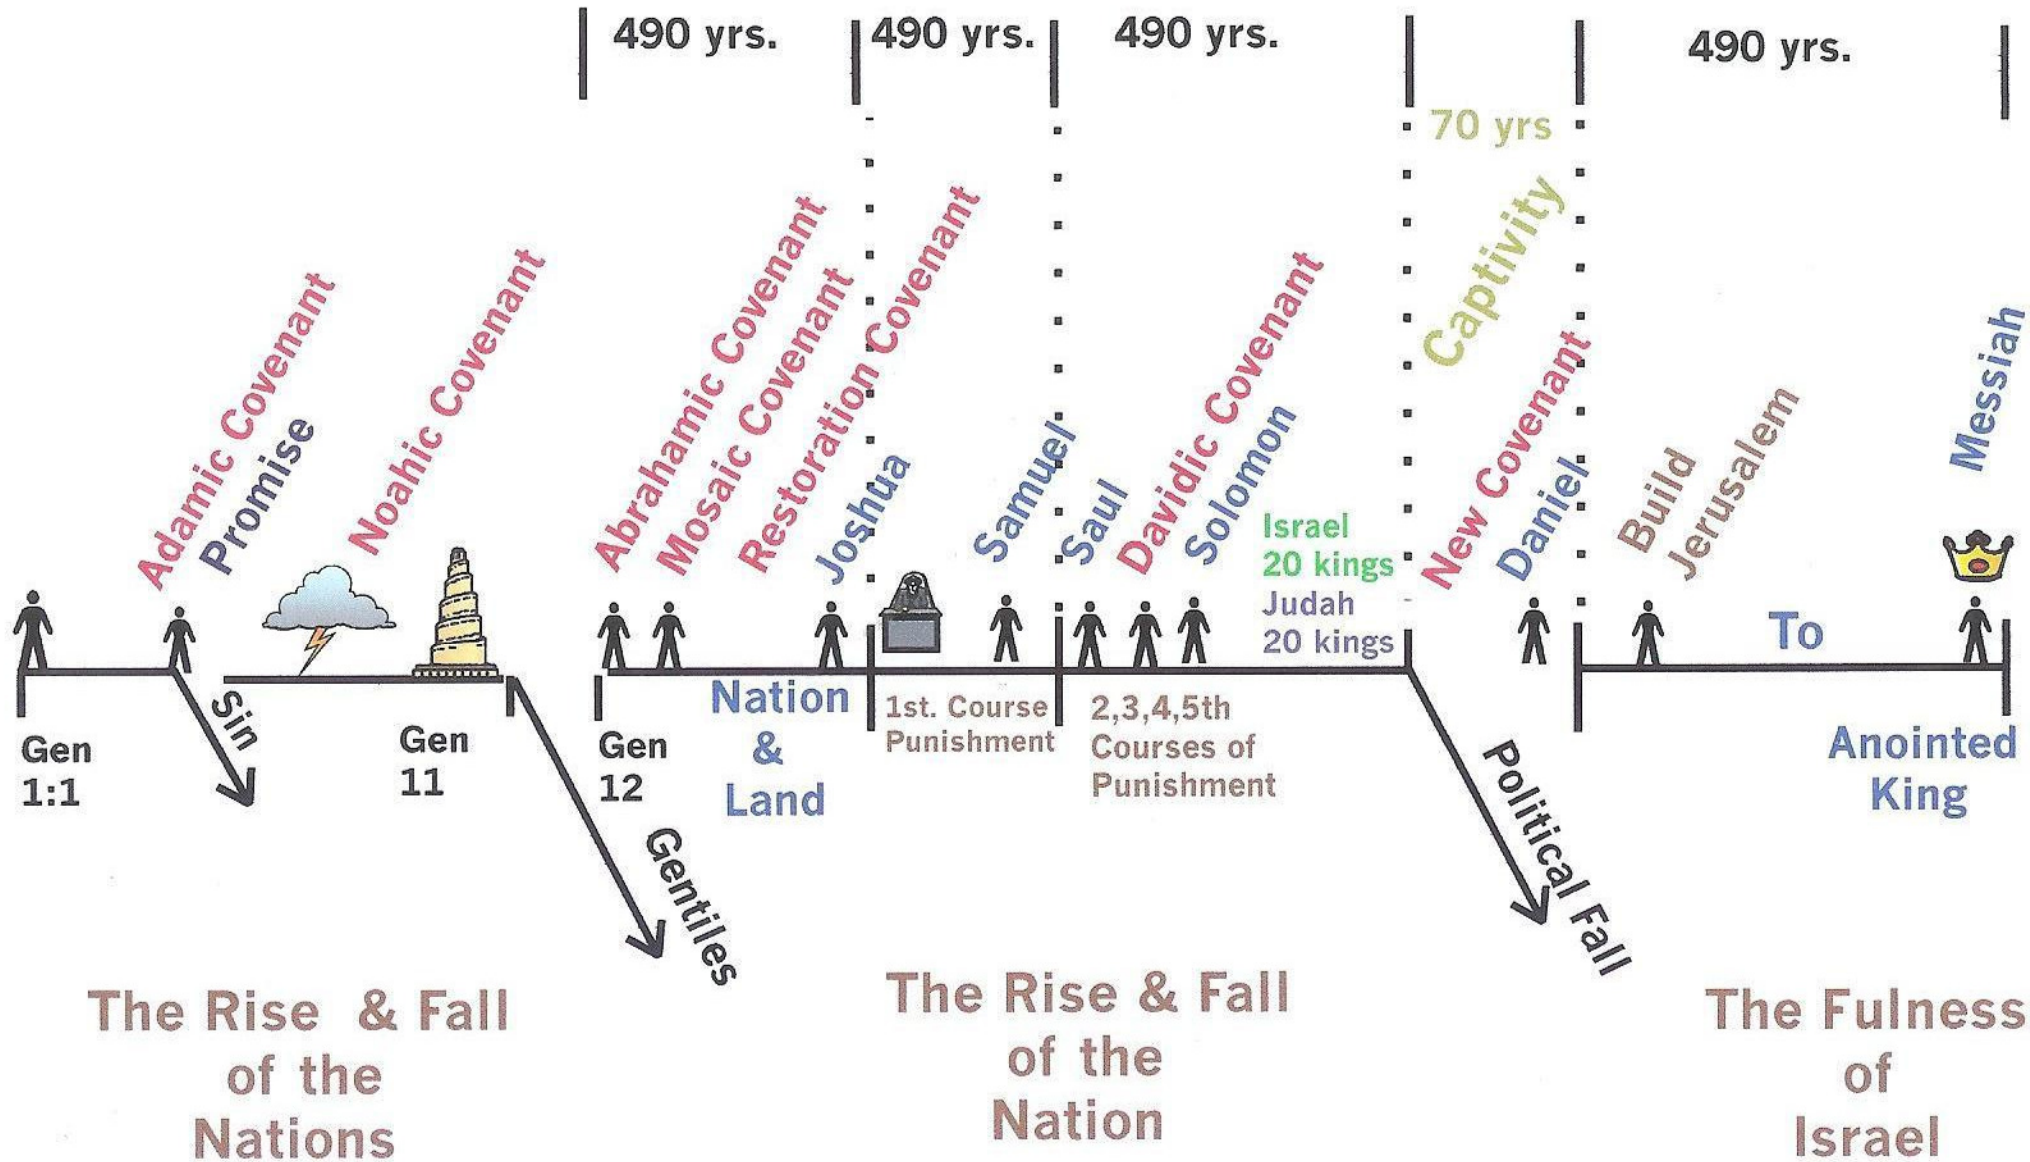 490 yrs.
490 yrs.
490 yrs.
490 yrs.
70 yrs
Adamic Covenant
Promise
Noahic Covenant
Abrahamic Covenant
Mosaic Covenant
Restoration Covenant
Joshua
Samuel
Saul
Davidic Covenant
Solomon
Israel
20 kings
Judah
20 kings
Captivity
New Covenant
Daniel
Build
Jerusalem
To
Messiah
Gen
1:1
Sin
Gen
11
Gentiles
Gen
12
Nation
&
Land
1st. Course
Punishment
2,3,4,5th
Courses of
Punishment
Political Fall
Anointed
King
The Rise & Fall
of the
Nations
The Rise & Fall
of the
Nation
The Fulness
of
Israel